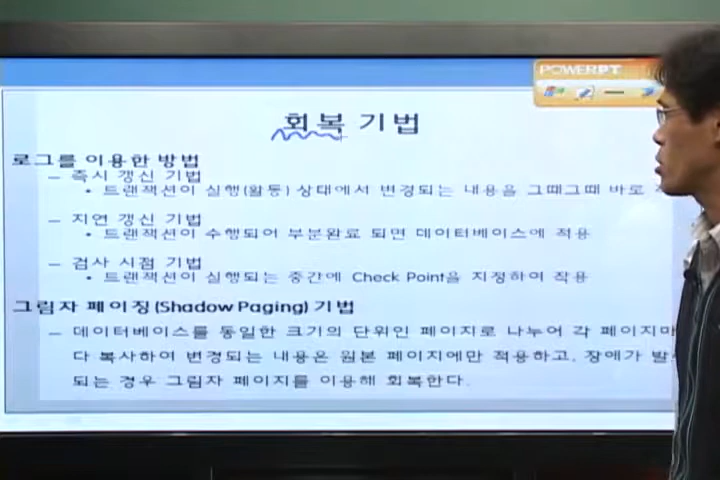 POWERPT
회복 기법
로그를 이용한 방법
– 즉시 갱신 기법
• 트랜잭션이 실행(활동) 상태에서 변경되는 내용을 그때그때 바로
– 지연 갱신 기법
• 트랜잭션이 수행되어 부분완료 되면 데이터베이스에 적용
– 검사 시점 기법
• 트랜잭션이 실행되는 중간에 Check Point을 지정하여 작용
그림자 페이징(Shadow Paging) 기법
– 데이터베이스를 동일한 크기의 단위인 페이지로 나누어 각 페이지마
다 복사하여 변경되는 내용은 원본 페이지에만 적용하고, 장애가 발
되는 경우 그림자 페이지를 이용해 회복한다.